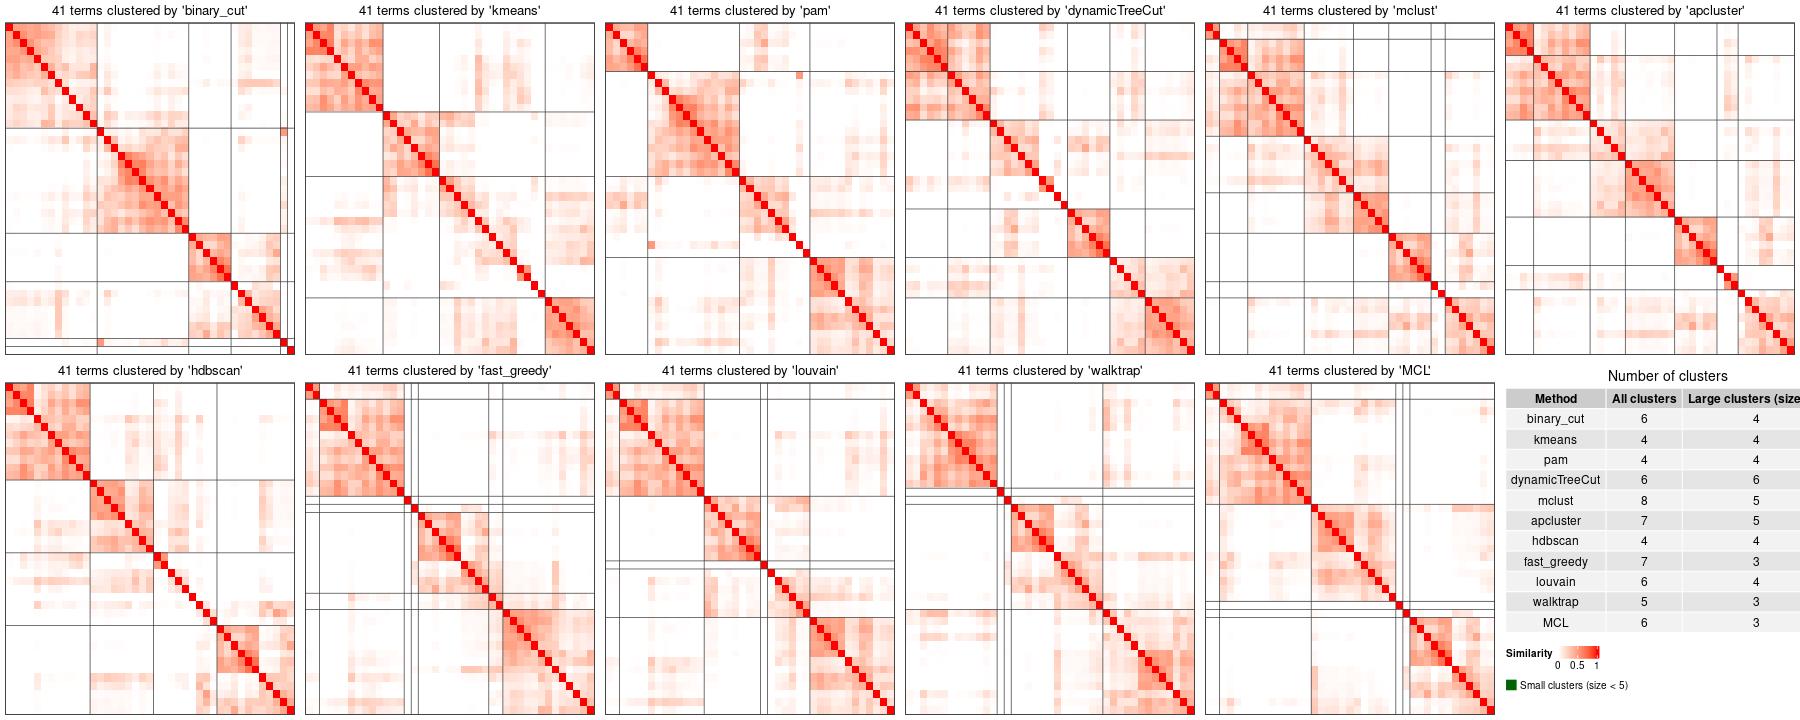 41 terms clustered by 'binary_cut'
41 terms clustered by 'kmeans'
41 terms clustered by 'pam'
41 terms clustered by 'dynamicTreeCut'
41 terms clustered by 'mclust'
41 terms clustered by 'apcluster'
41 terms clustered by 'hdbscan'
41 terms clustered by 'fast_greedy'
41 terms clustered by 'louvain'
41 terms clustered by 'walktrap'
41 terms clustered by 'MCL'
Number of clusters
Method All clusters Large clusters (size
binary_cut 6 4
kmeans 4 4
pam 4 4
dynamicTreeCut 6 6
mclust 8 5
apcluster 7 5
hdbscan 4 4
fast_greedy 7 3
louvain 6 4
walktrap 5 3
MCL 6 3
Similarity
0 0.5 1
Small clusters (size < 5)